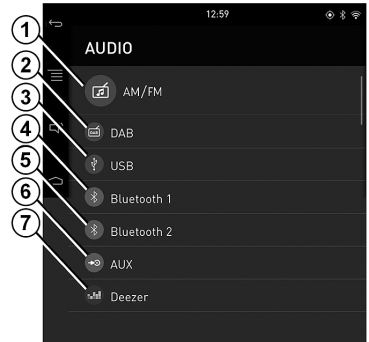 12:59
AUDIO
1
AM/FM
2
DAB
DAB
3
USB
4
Bluetooth 1
5
Bluetooth 2
6
AUX
7
Deezer